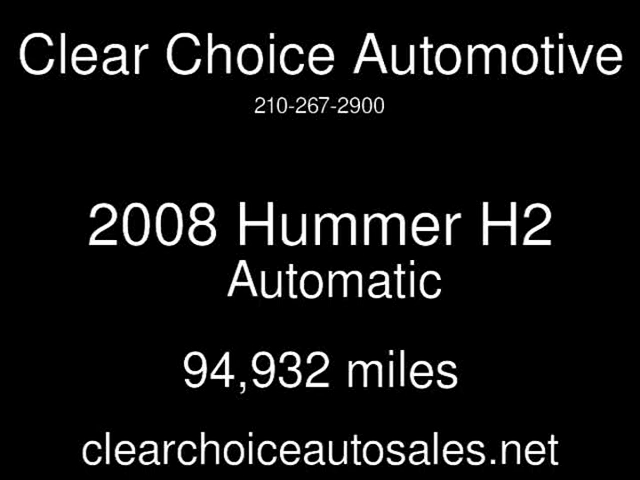 Clear Choice Automotive
210-267-2900
2008 Hummer H2
Automatic
94,932 miles
clearchoiceautosales.net